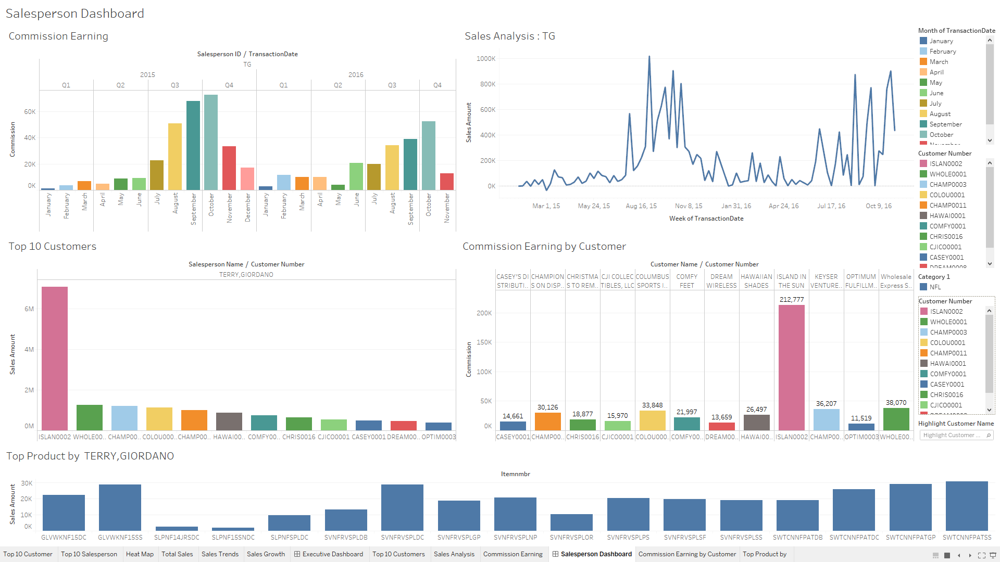 Salesperson Dashboard
Commission Earning
Salesperson ID / TransactionDate
TG
2015
2016
Q1
Q2
Q3
Q4
Q1
Q2
Q3
Q4
Commission
60K
40K
20K
0K
January
February
March
April
May
June
July
August
September
October
November
December
January
February
March
April
May
June
July
August
September
October
November
Sales Analysis : TG
Sales Amount
1000K
800K
600K
400K
200K
0K
Mar 1, 15
May 24, 15
Aug 16, 15
Nov 8, 15
Jan 31, 16
Apr 24, 16
Jul 17, 16
Oct 9, 16
Week of TransactionDate
Month of TransactionDate
January
February
March
April
May
June
July
August
September
October
November
Customer Number
ISLAN0002
WHOLE0001
CHAMP0003
COLOU0001
CHAMP0011
HAWAI0001
COMFY0001
CHRIS0016
CJICO0001
CASEY0001
DREAM0008
Category 1
NFL
Customer Number
ISLAN0002
WHOLE0001
CHAMP0003
COLOU0001
CHAMP0011
HAWAI0001
COMFY0001
CASEY0001
CHRIS0016
CJICO0001
Highlight Customer Name
Highlight Customer ...
Top 10 Customers
Salesperson Name / Customer Number
TERRY,GIORDANO
Sales Amount
6M
4M
2M
0M
ISLAN0002
WHOLE00..
CHAMP00..
COLOU000..
CHAMP00..
HAWAI00..
COMFY00..
CHRIS0016
CJICO0001
CASEY0001
DREAM00..
OPTIM0003
Commission Earning by Customer
Customer Name / Customer Number
CASEY'S DI
STRIBUTI..
CHAMPION
S ON DISP..
CHRISTMA
S TO REM..
CJI COLLEC
TIBLES, LLC
COLUMBUS
SPORTS I..
COMFY
FEET
DREAM
WIRELESS
HAWAIIAN
SHADES
ISLAND IN
THE SUN
KEYSER
VENTURE..
OPTIMUM
FULFILLM..
Wholesale
Express S..
Commission
200K
150K
100K
50K
0K
14,661
30,126
18,877
15,970
33,848
21,997
13,659
26,497
212,777
36,207
11,519
38,070
CASEY0001
CHAMP00..
CHRIS0016
CJICO0001
COLOU000..
COMFY00..
DREAM00..
HAWAI00..
ISLAN0002
CHAMP00..
OPTIM0003
WHOLE00..
Top Product by TERRY,GIORDANO
Itemnmbr
Sales Amount
30K
20K
10K
0K
GLVWKNF15DC
GLVWKNF15SS
SLPNF14JRSDC
SLPNF15SNDC
SLPNFSPLDC
SVNFRVSPLDB
SVNFRVSPLDC
SVNFRVSPLGP
SVNFRVSPLNP
SVNFRVSPLOR
SVNFRVSPLPS
SVNFRVSPLSF
SVNFRVSPLSS
SWTCNNFPATDB
SWTCNNFPATDC
SWTCNNFPATGP
SWTCNNFPATSS
Top 10 Customer
Top 10 Salesperson
Heat Map
Total Sales
Sales Trends
Sales Growth
Executive Dashboard
Top 10 Customers
Sales Analysis
Commission Earning
Salesperson Dashboard
Commission Earning by Customer
Top Product by